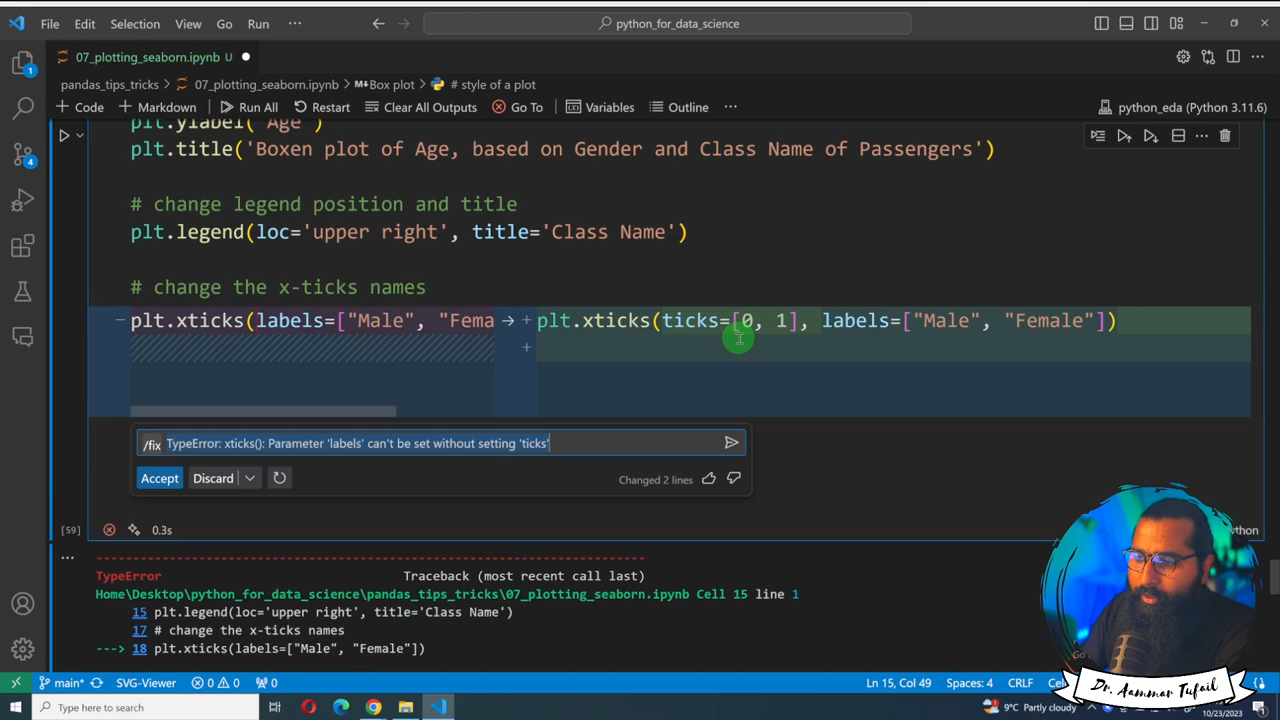 File Edit Selection View Go Run ··· python_for_data_science
07_plotting_seaborn.ipynb U
pandas_tips_tricks > 07_plotting_seaborn.ipynb > M↓Box plot > # style of a plot
+ Code + Markdown Run All Restart Clear All Outputs Go To Variables Outline ··· python_eda (Python 3.11.6)
plt.ylabel('Age')
plt.title('Boxen plot of Age, based on Gender and Class Name of Passengers')
# change legend position and title
plt.legend(loc='upper right', title='Class Name')
# change the x-ticks names
— plt.xticks(labels=["Male", "Fema → + plt.xticks(ticks=[0, 1], labels=["Male", "Female"])
+
/fix TypeError: xticks(): Parameter 'labels' can't be set without setting 'ticks'
Accept Discard Changed 2 lines
[59] 0.3s
--------------------------------------------------------------------------
TypeError Traceback (most recent call last)
Home\Desktop\python_for_data_science\pandas_tips_tricks\07_plotting_seaborn.ipynb Cell 15 line 1
15 plt.legend(loc='upper right', title='Class Name')
17 # change the x-ticks names
---> 18 plt.xticks(labels=["Male", "Female"])
main* SVG-Viewer 0 0 0 Ln 15, Col 49 Spaces: 4 CRLF
Dr. Aammar Tufail
Type here to search 9°C Partly cloudy 10/23/2023
1
4